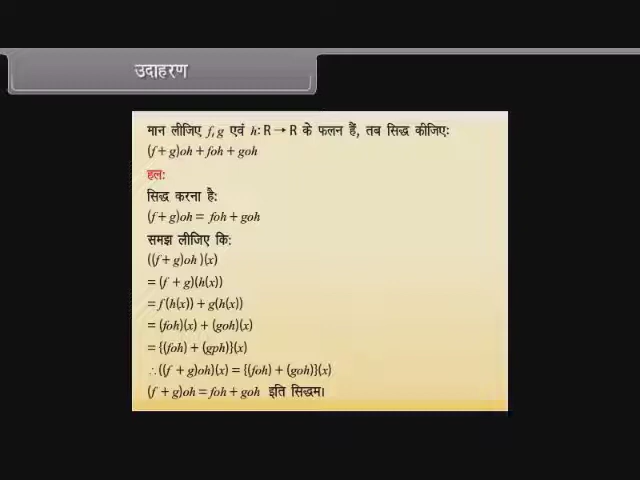 उदाहरण
मान लीजिए f, g एवं h: R → R के फलन हैं, तब सिद्ध कीजिए:
(f + g)oh + foh + goh
हल:
सिद्ध करना है:
(f + g)oh = foh + goh
समझ लीजिए कि:
((f + g)oh )(x)
= (f + g)(h(x))
= f(h(x)) + g(h(x))
= (foh)(x) + (goh)(x)
= {(foh) + (gph)}(x)
∴((f + g)oh)(x) = {(foh) + (goh)}(x)
(f + g)oh = foh + goh इति सिद्धम।